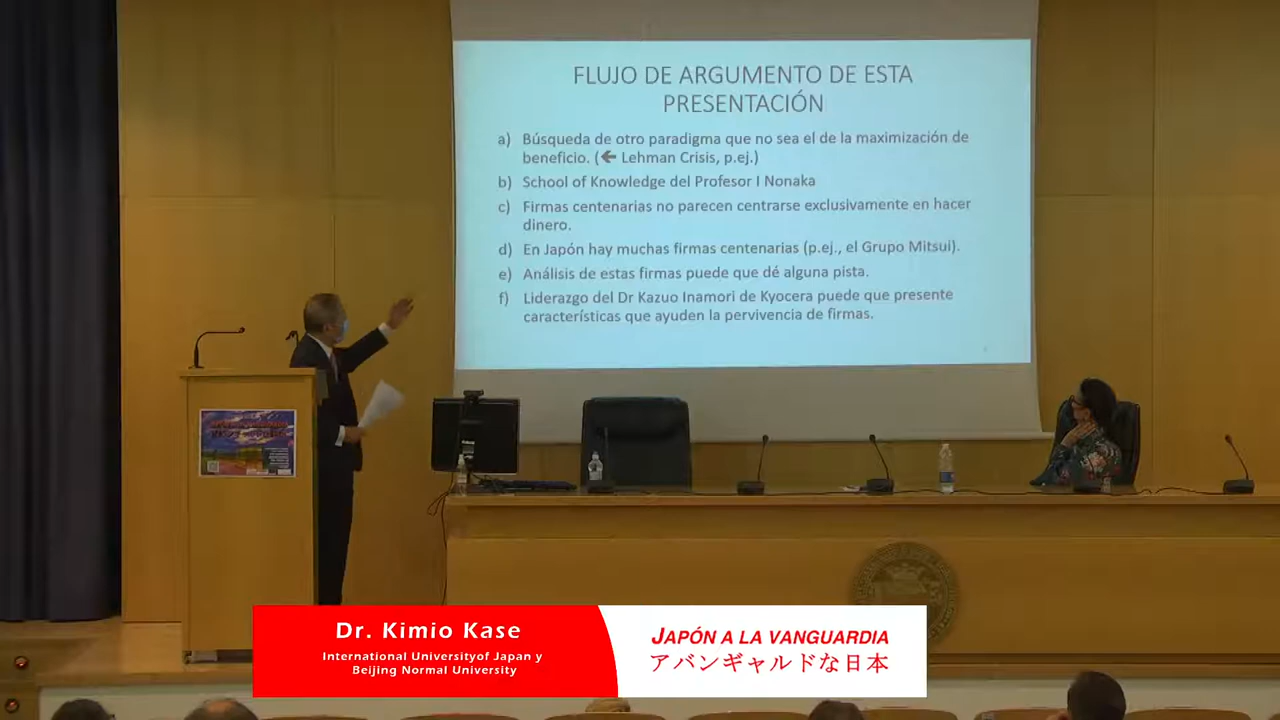 FLUJO DE ARGUMENTO DE ESTA
PRESENTACIÓN
a) Búsqueda de otro paradigma que no sea el de la maximización de
beneficio. (← Lehman Crisis, p.ej.)
b) School of Knowledge del Profesor I Nonaka
c) Firmas centenarias no parecen centrarse exclusivamente en hacer
dinero.
d) En Japón hay muchas firmas centenarias (p.ej., el Grupo Mitsui).
e) Análisis de estas firmas puede que dé alguna pista.
f) Liderazgo del Dr Kazuo Inamori de Kyocera puede que presente
características que ayuden la pervivencia de firmas.
Dr. Kimio Kase
International Universityof Japan y
Beijing Normal University
JAPÓN A LA VANGUARDIA
アバンギャルドな日本